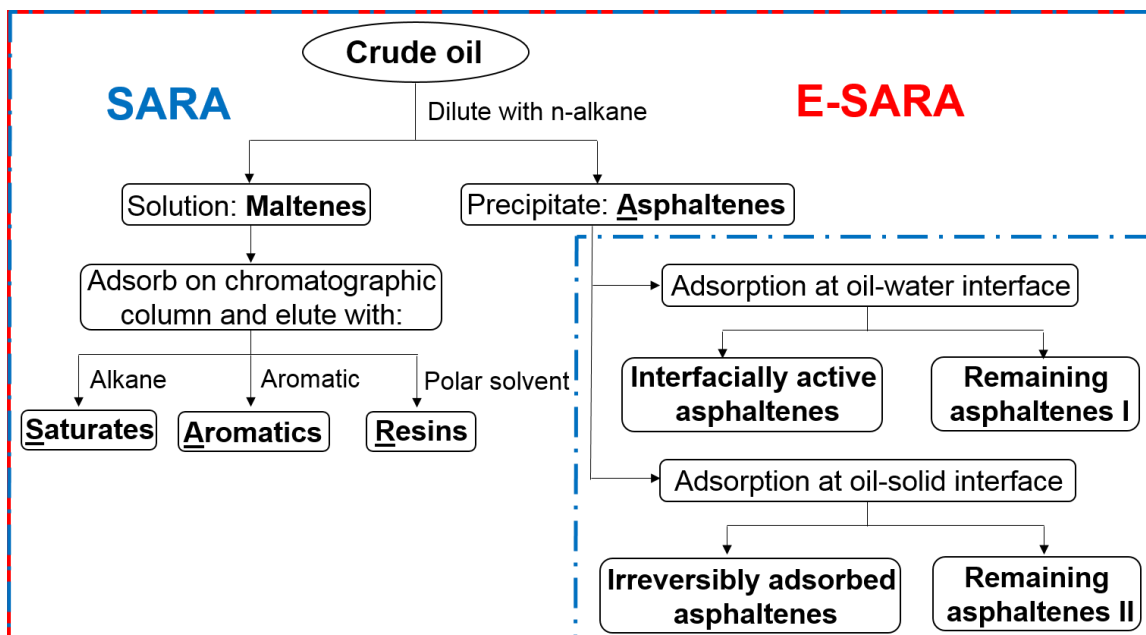 Crude oil
SARA
E-SARA
Dilute with n-alkane
Solution: Maltenes
Precipitate: Asphaltenes
Adsorb on chromatographic
column and elute with:
Alkane
Aromatic
Polar solvent
Saturates
Aromatics
Resins
Adsorption at oil-water interface
Interfacially active
asphaltenes
Remaining
asphaltenes I
Adsorption at oil-solid interface
Irreversibly adsorbed
asphaltenes
Remaining
asphaltenes II